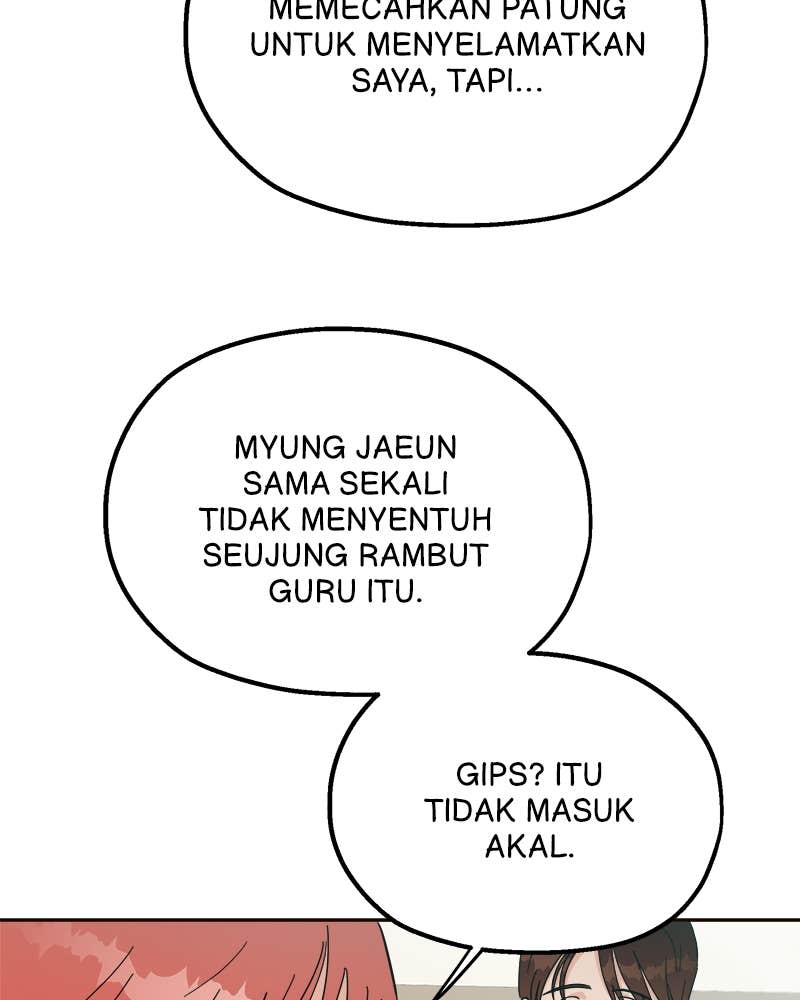 MEMECAHKAN PATUNG
UNTUK MENYELAMATKAN
SAYA, TAPI...
MYUNG JAEUN
SAMA SEKALI
TIDAK MENYENTUH
SEUJUNG RAMBUT
GURU ITU.
GIPS? ITU
TIDAK MASUK
AKAL.